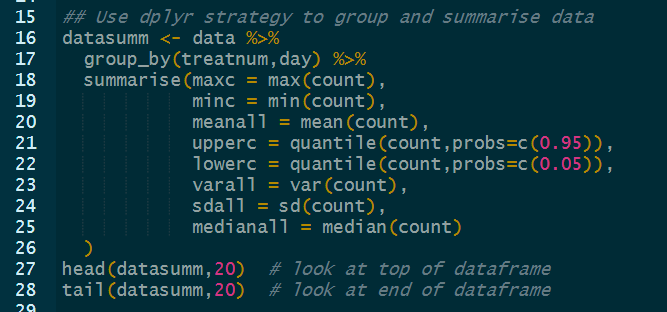 15 ## Use dplyr strategy to group and summarise data
16 datasumm <- data %>%
17   group_by(treatnum,day) %>%
18   summarise(maxc = max(count),
19             minc = min(count),
20             meanall = mean(count),
21             upperc = quantile(count,probs=c(0.95)),
22             lowerc = quantile(count,probs=c(0.05)),
23             varall = var(count),
24             sdall = sd(count),
25             medianall = median(count)
26   )
27 head(datasumm,20)  # look at top of dataframe
28 tail(datasumm,20)  # look at end of dataframe
29